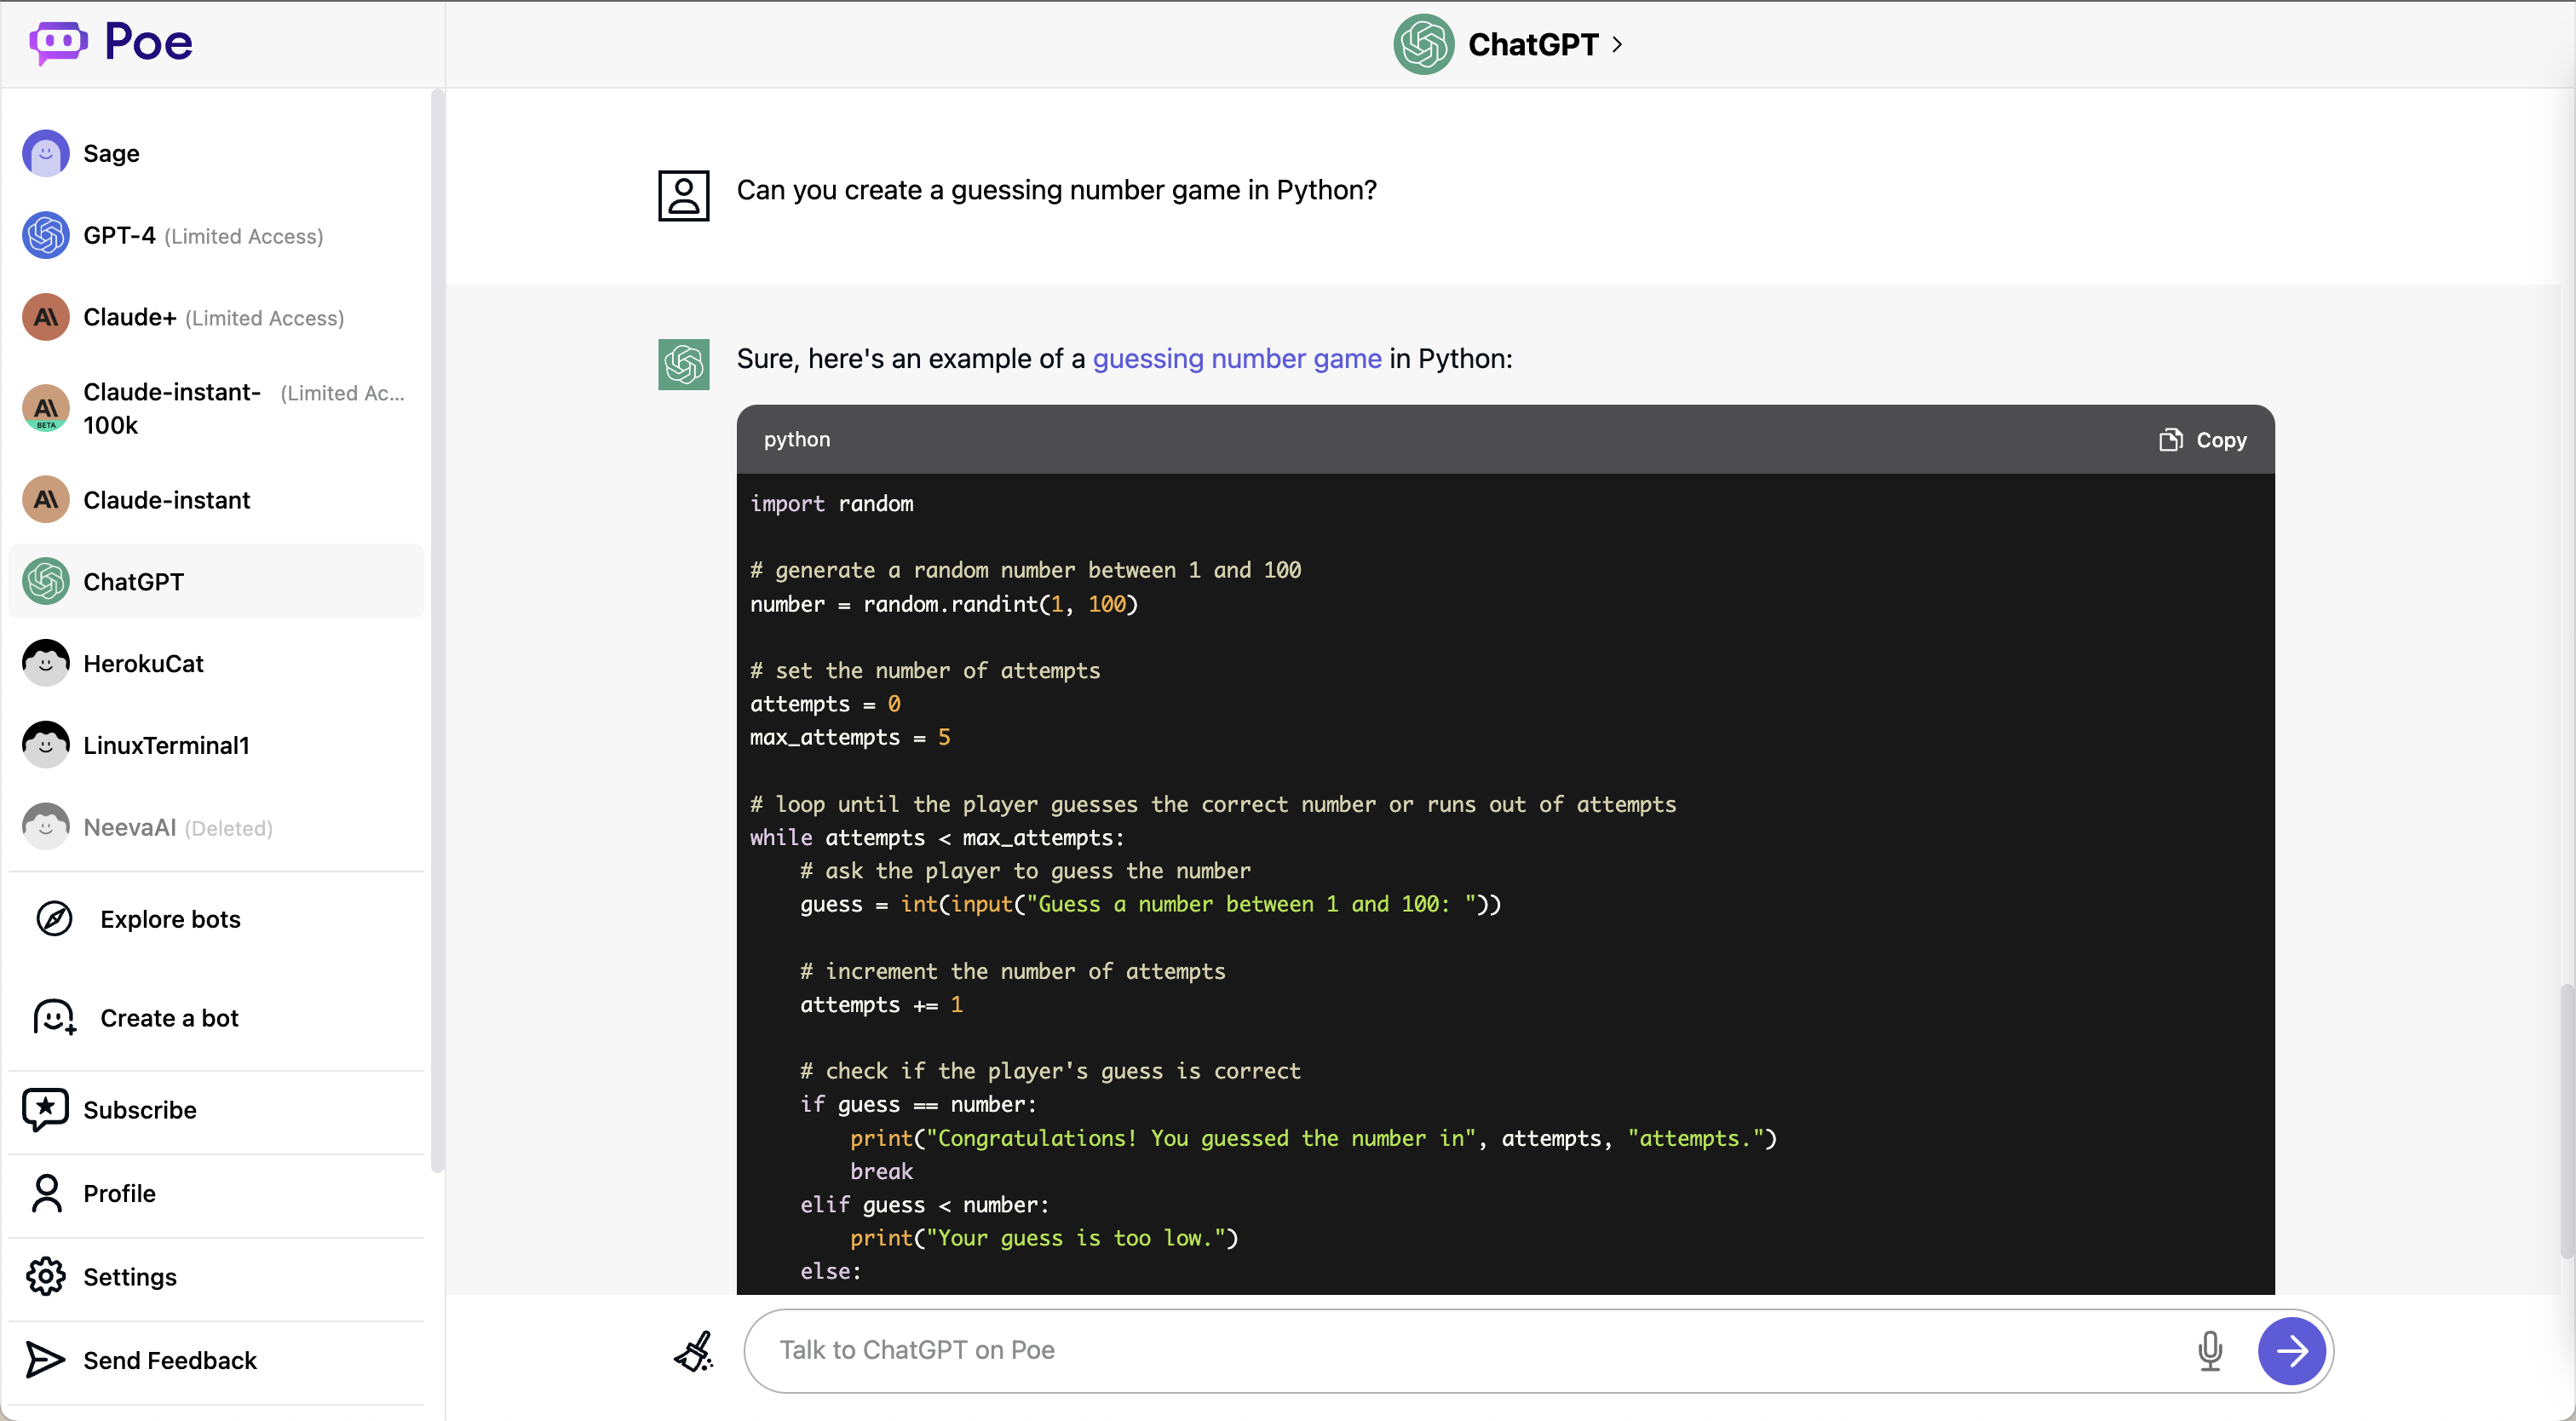 Poe
ChatGPT
Sage
GPT-4 (Limited Access)
Claude+ (Limited Access)
Claude-instant- (Limited Ac...
100k
Claude-instant
ChatGPT
HerokuCat
LinuxTerminal1
NeevaAI (Deleted)
Explore bots
Create a bot
Subscribe
Profile
Settings
Send Feedback
Can you create a guessing number game in Python?
Sure, here's an example of a guessing number game in Python:
python
Copy
import random
# generate a random number between 1 and 100
number = random.randint(1, 100)
# set the number of attempts
attempts = 0
max_attempts = 5
# loop until the player guesses the correct number or runs out of attempts
while attempts < max_attempts:
    # ask the player to guess the number
    guess = int(input("Guess a number between 1 and 100: "))
    # increment the number of attempts
    attempts += 1
    # check if the player's guess is correct
    if guess == number:
        print("Congratulations! You guessed the number in", attempts, "attempts.")
        break
    elif guess < number:
        print("Your guess is too low.")
    else:
Talk to ChatGPT on Poe